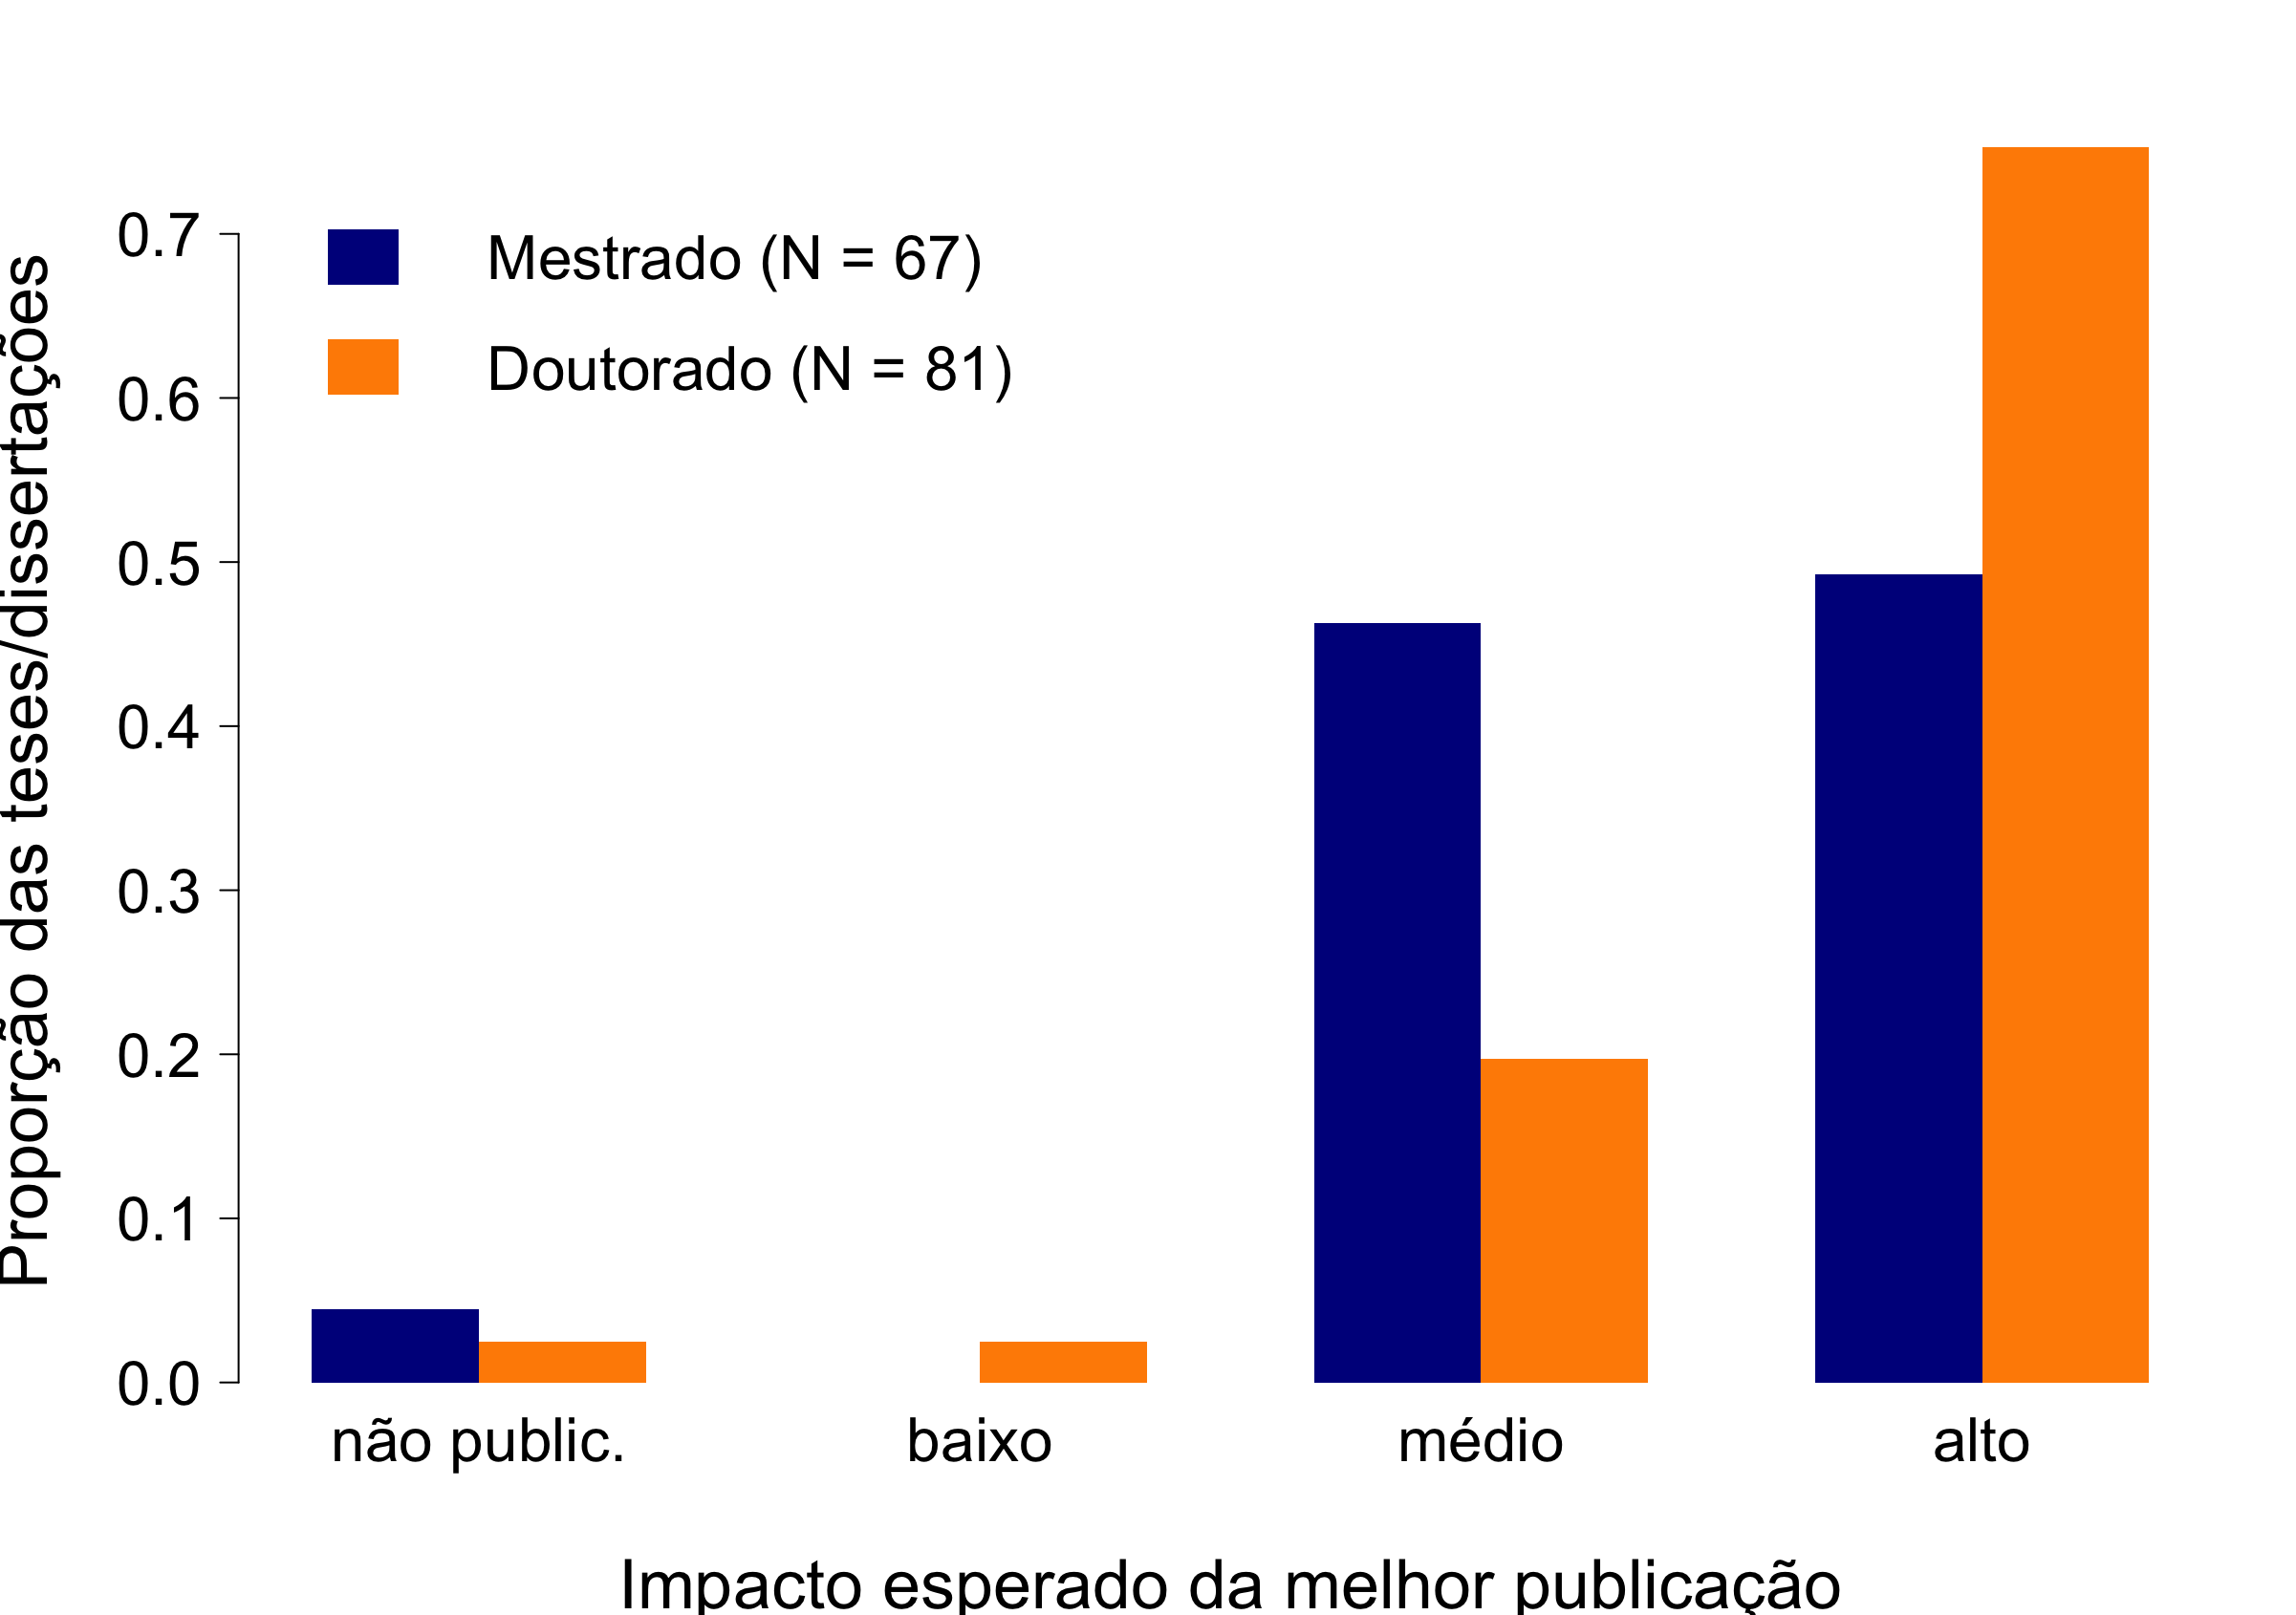 Proporção das teses/dissertações
0.7
0.6
0.5
0.4
0.3
0.2
0.1
0.0
Mestrado (N = 67)
Doutorado (N = 81)
não public.
baixo
médio
alto
Impacto esperado da melhor publicação